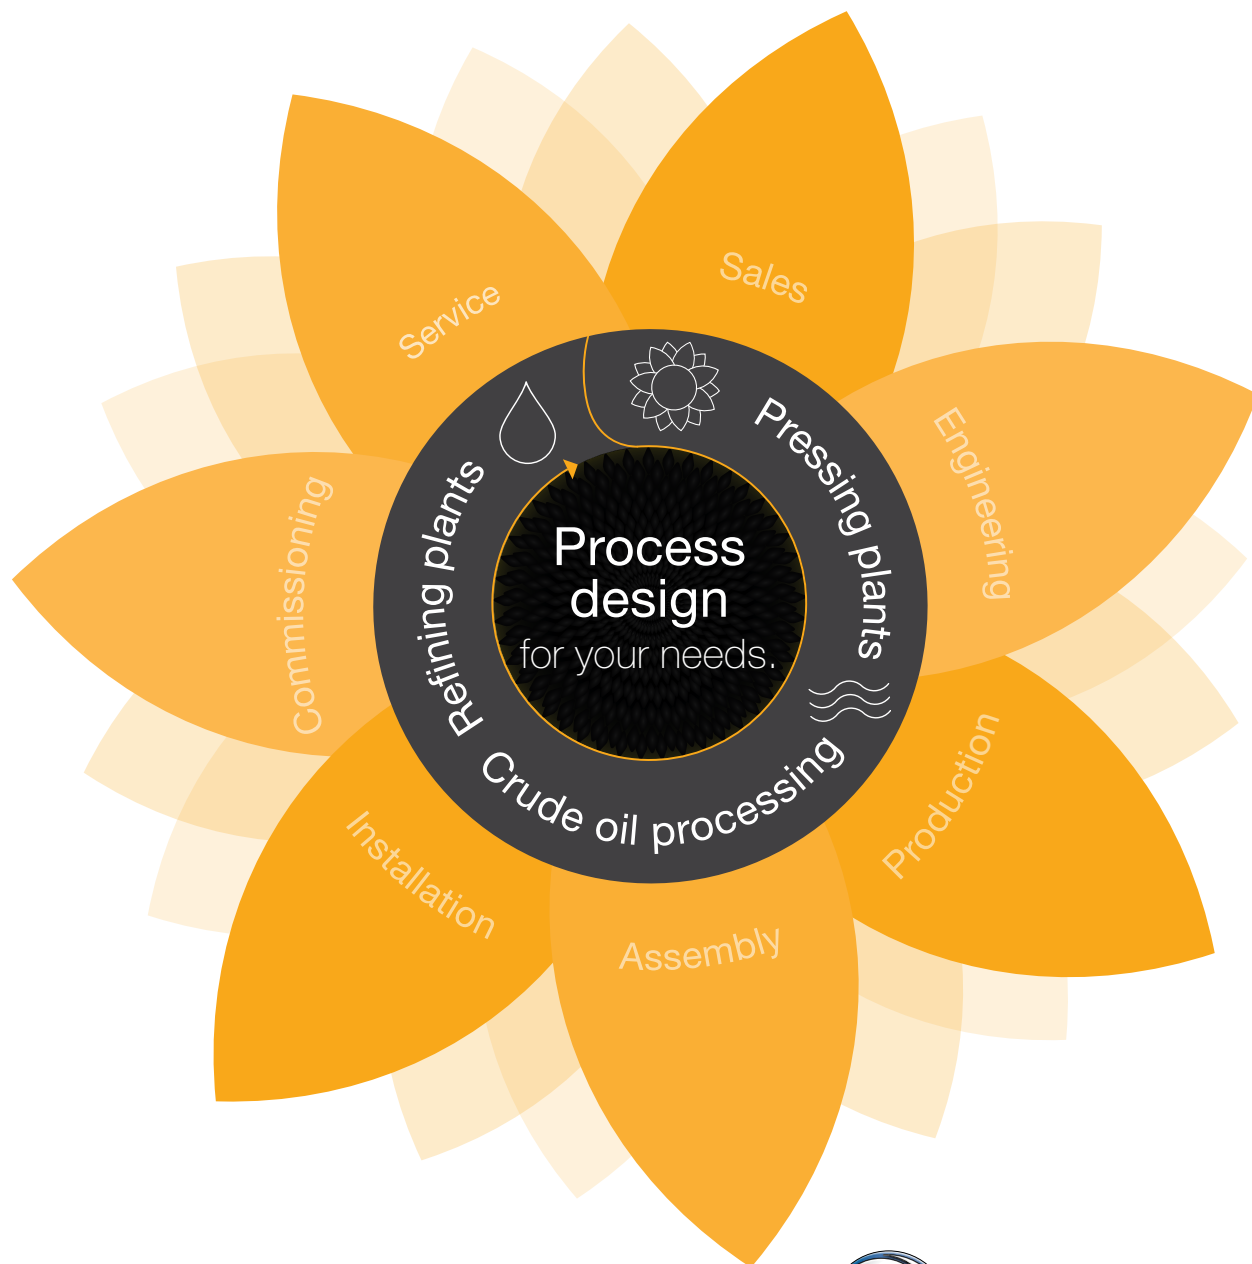 Process
design
for your needs.
Pressing plants
Crude oil processing
Refining plants
Sales
Engineering
Production
Assembly
Installation
Commissioning
Service